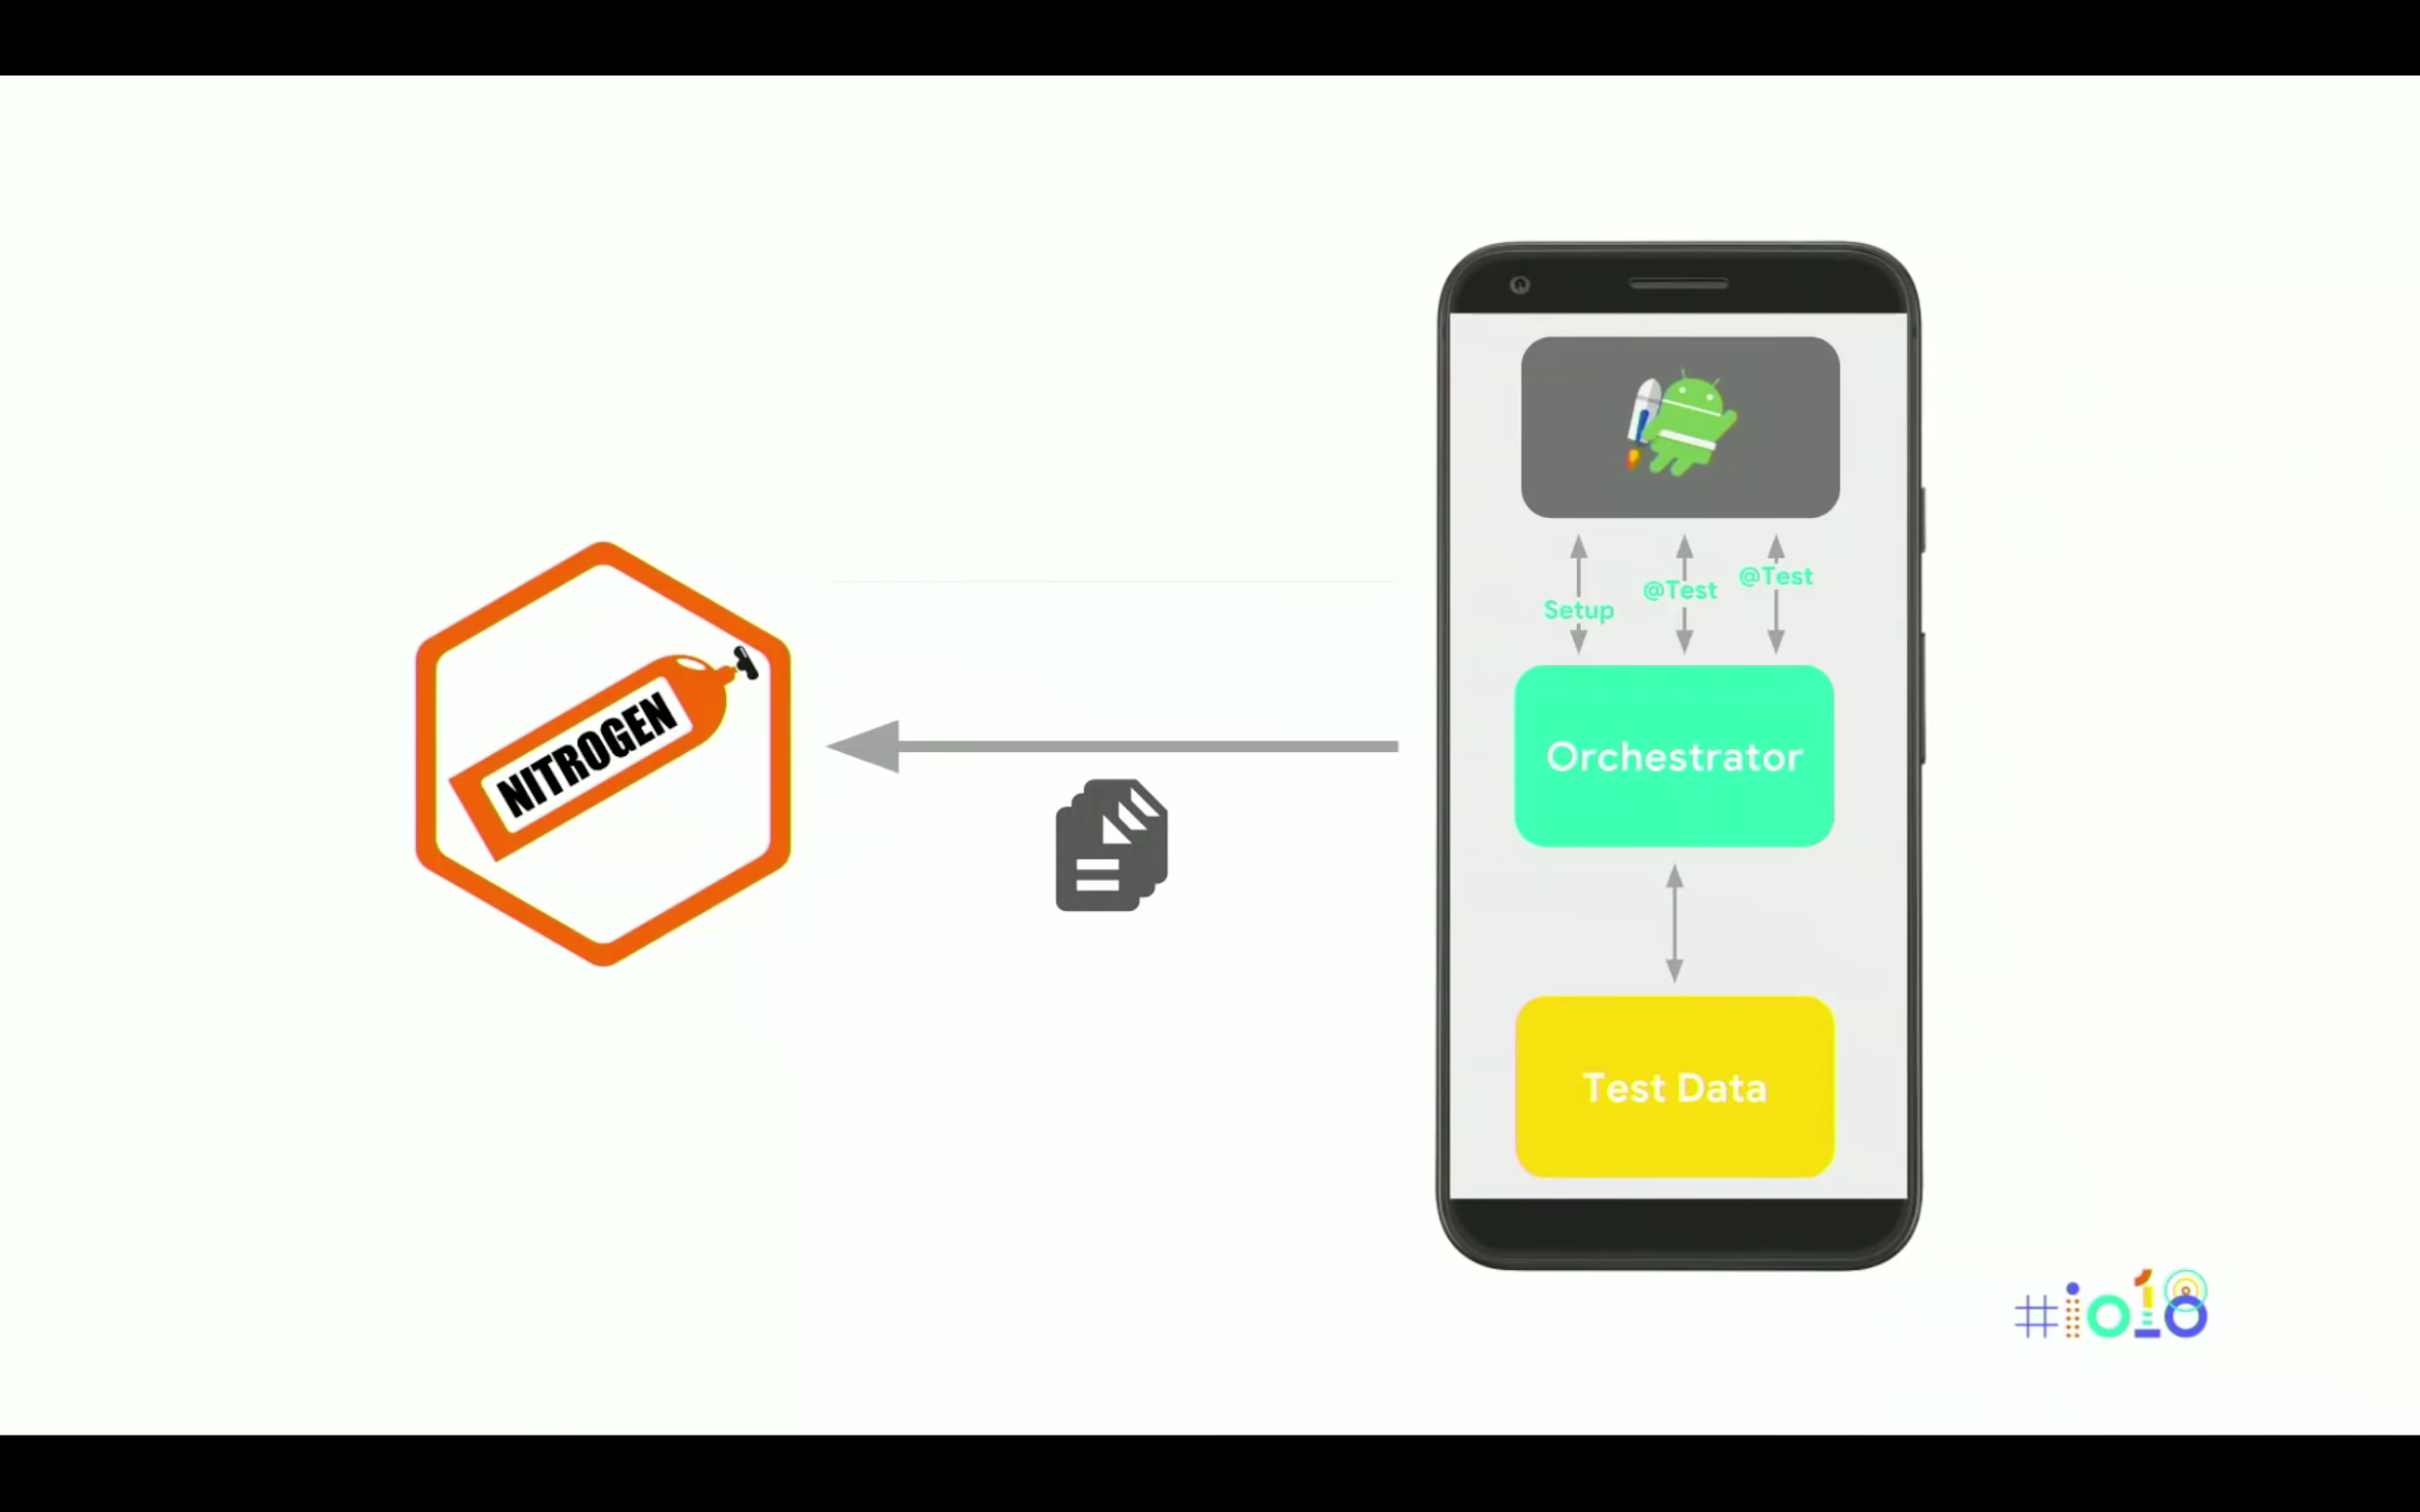 NITROGEN
Setup
@Test
@Test
Orchestrator
Test Data
#io18